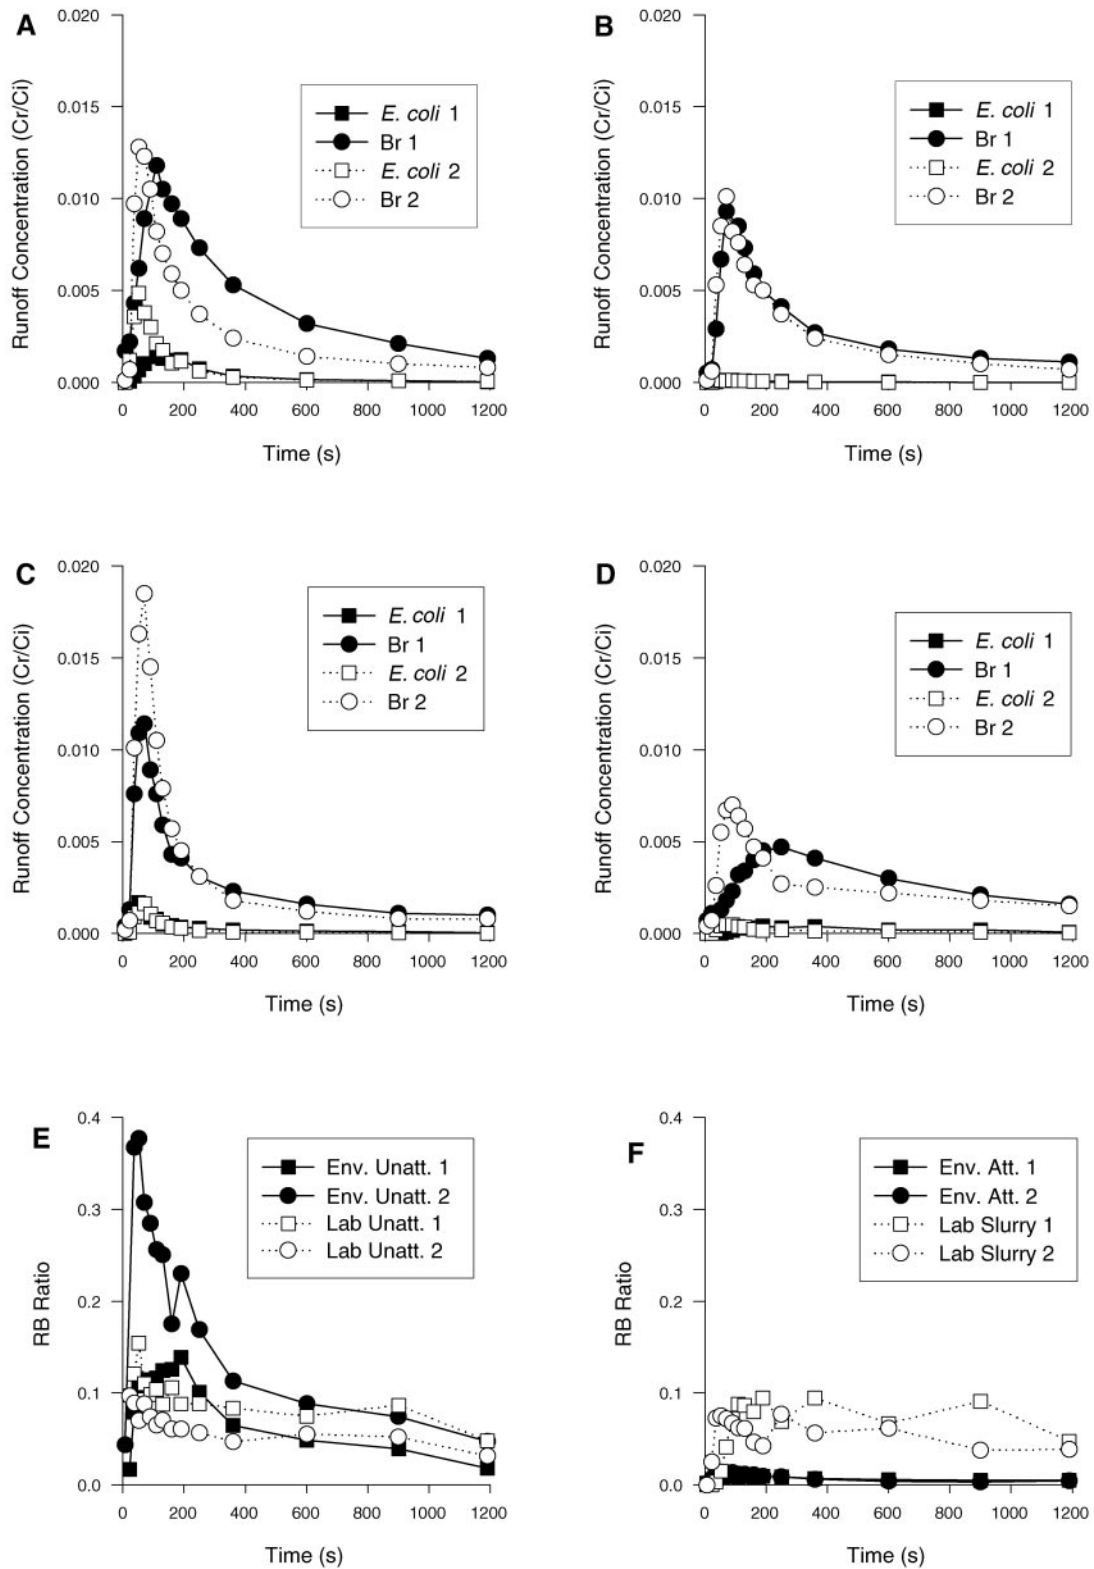 A
Runoff Concentration (Cr/Ci)
0.020
0.015
0.010
0.005
0.000
E. coli 1
Br 1
E. coli 2
Br 2
0 200 400 600 800 1000 1200
Time (s)
B
Runoff Concentration (Cr/Ci)
0.020
0.015
0.010
0.005
0.000
E. coli 1
Br 1
E. coli 2
Br 2
0 200 400 600 800 1000 1200
Time (s)
C
Runoff Concentration (Cr/Ci)
0.020
0.015
0.010
0.005
0.000
E. coli 1
Br 1
E. coli 2
Br 2
0 200 400 600 800 1000 1200
Time (s)
D
Runoff Concentration (Cr/Ci)
0.020
0.015
0.010
0.005
0.000
E. coli 1
Br 1
E. coli 2
Br 2
0 200 400 600 800 1000 1200
Time (s)
E
RB Ratio
0.4
0.3
0.2
0.1
0.0
Env. Unatt. 1
Env. Unatt. 2
Lab Unatt. 1
Lab Unatt. 2
0 200 400 600 800 1000 1200
Time (s)
F
RB Ratio
0.4
0.3
0.2
0.1
0.0
Env. Att. 1
Env. Att. 2
Lab Slurry 1
Lab Slurry 2
0 200 400 600 800 1000 1200
Time (s)